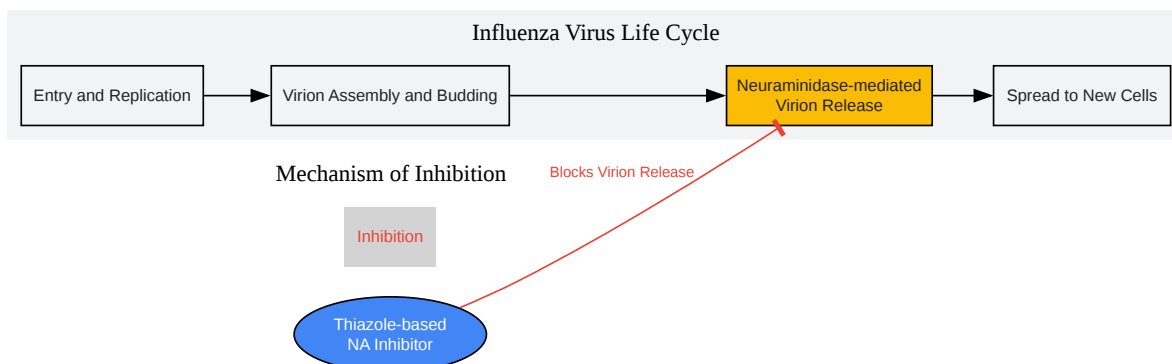 Influenza Virus Life Cycle
Entry and Replication
Virion Assembly and Budding
Neuraminidase-mediated
Virion Release
Spread to New Cells
Mechanism of Inhibition
Blocks Virion Release
Inhibition
Thiazole-based
NA Inhibitor